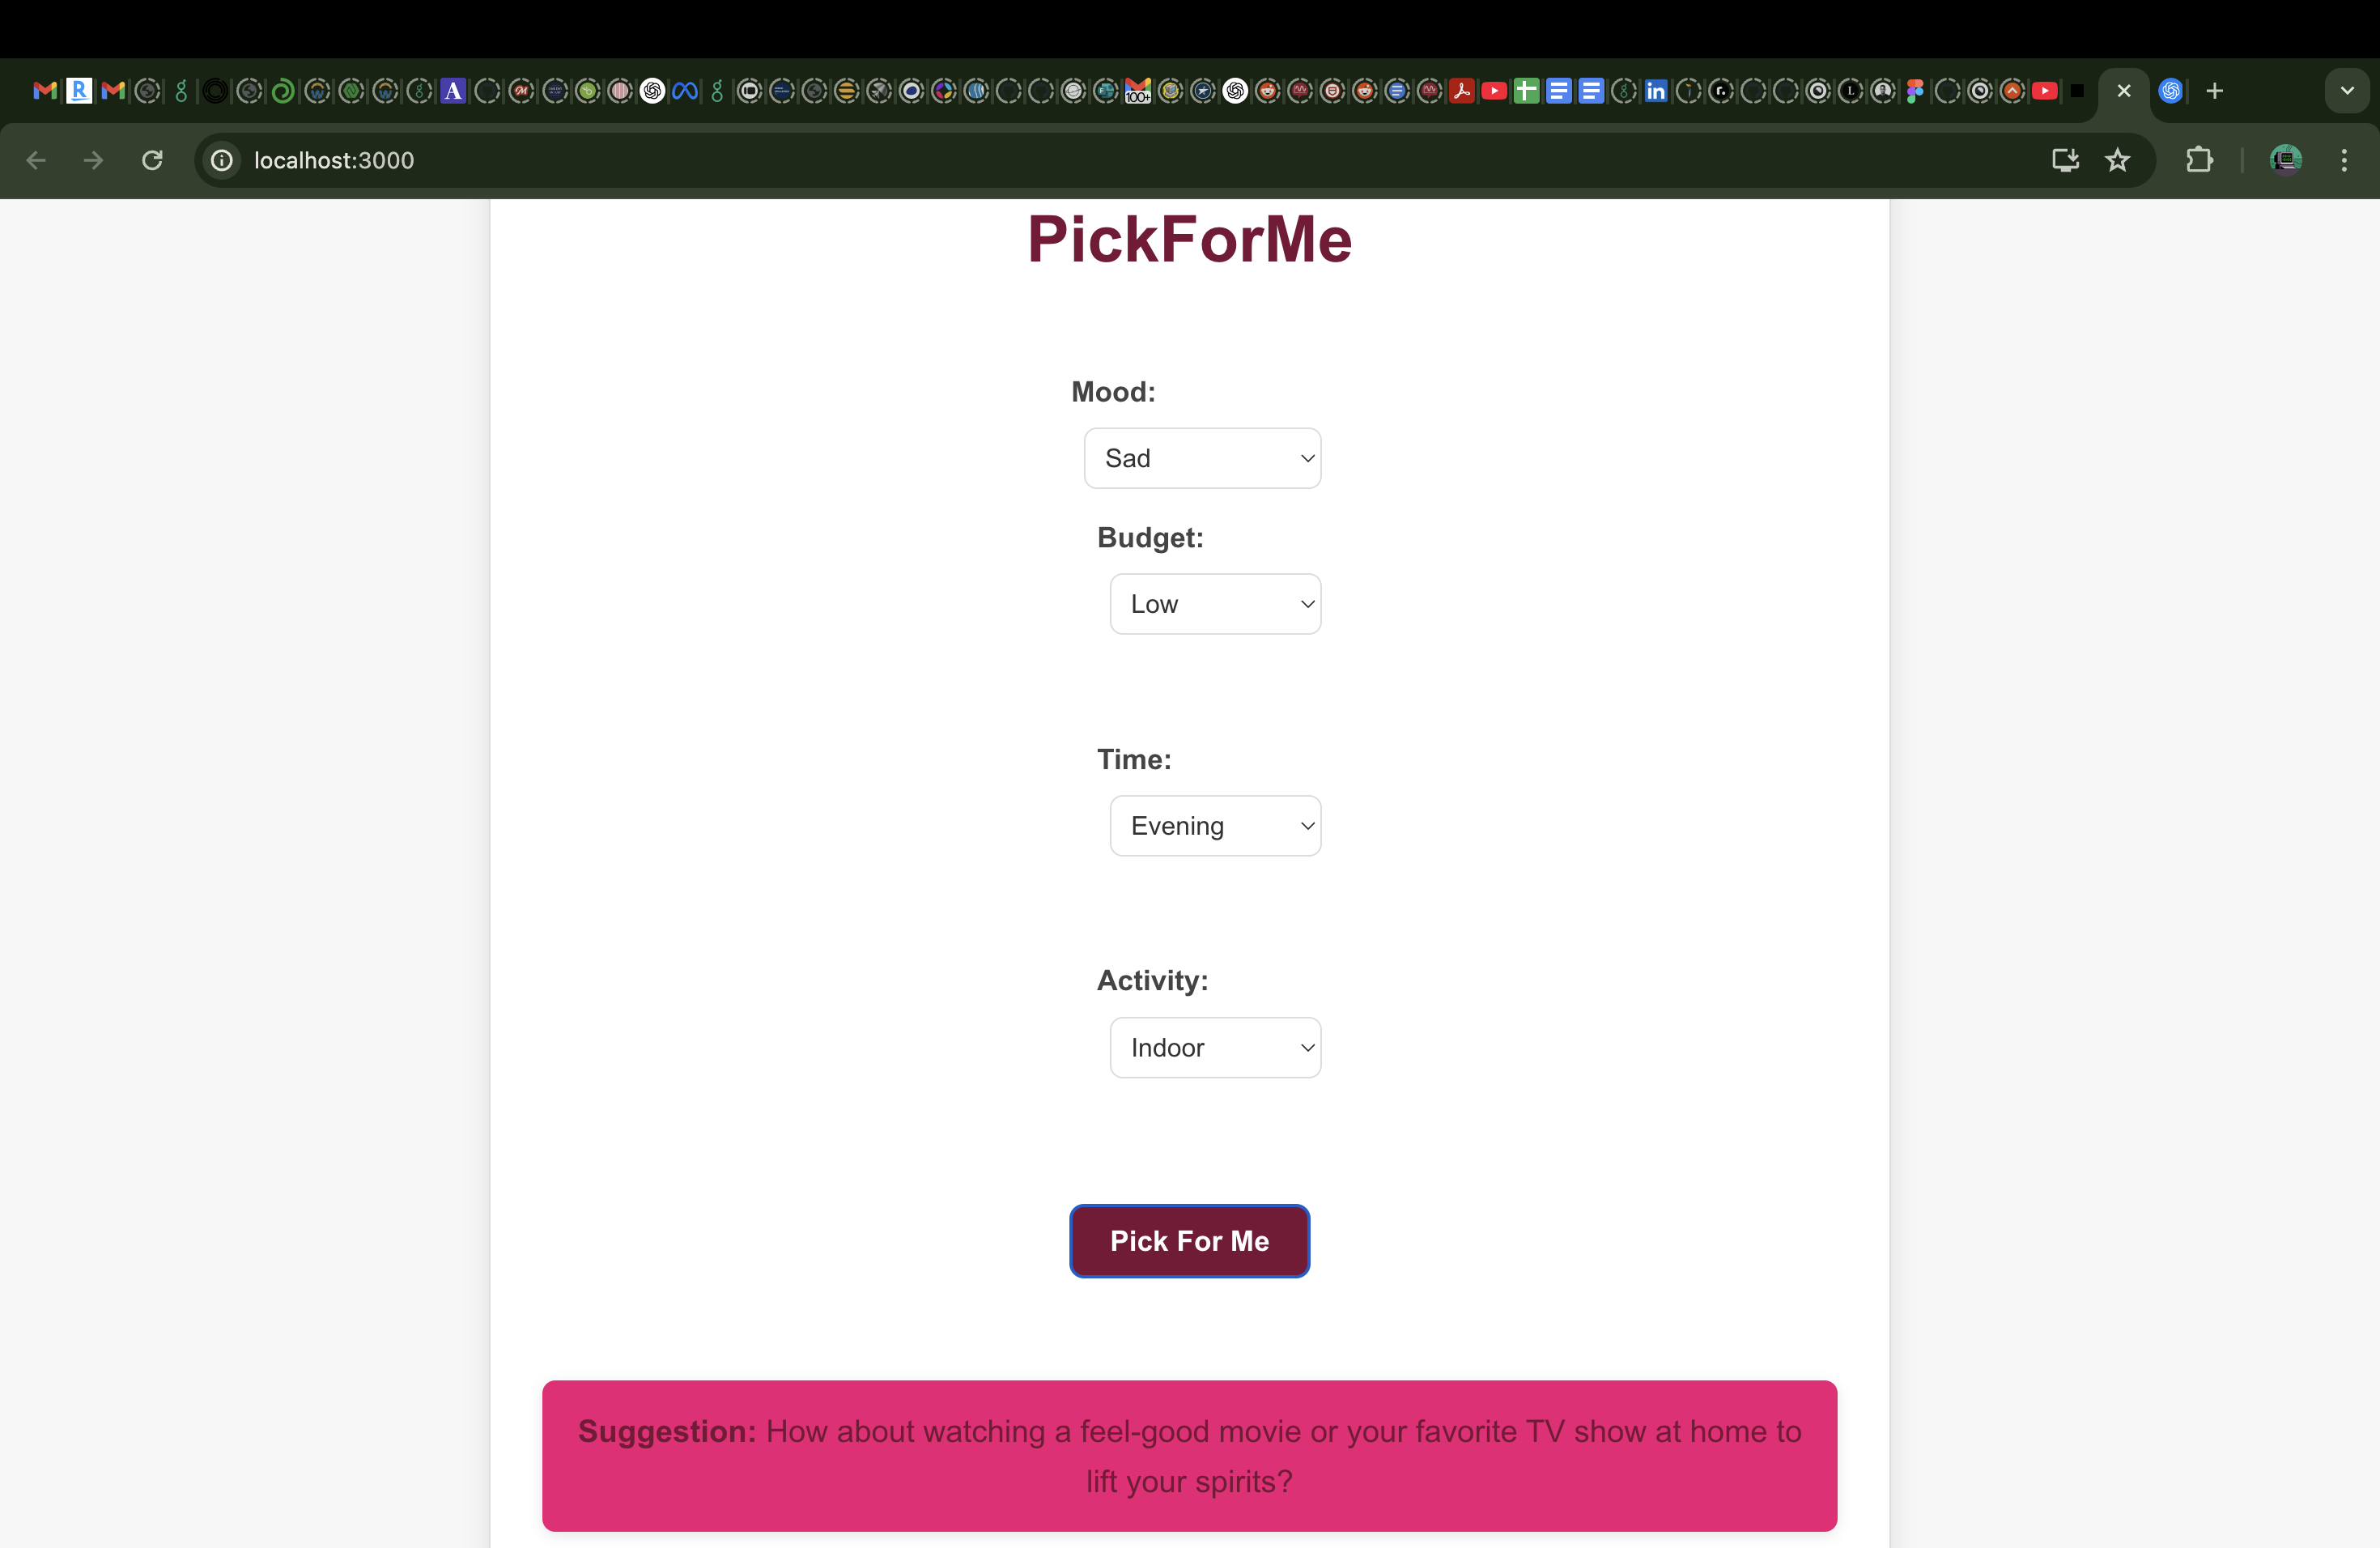 localhost:3000
PickForMe
Mood:
Sad
Budget:
Low
Time:
Evening
Activity:
Indoor
Pick For Me
Suggestion: How about watching a feel-good movie or your favorite TV show at home to
lift your spirits?